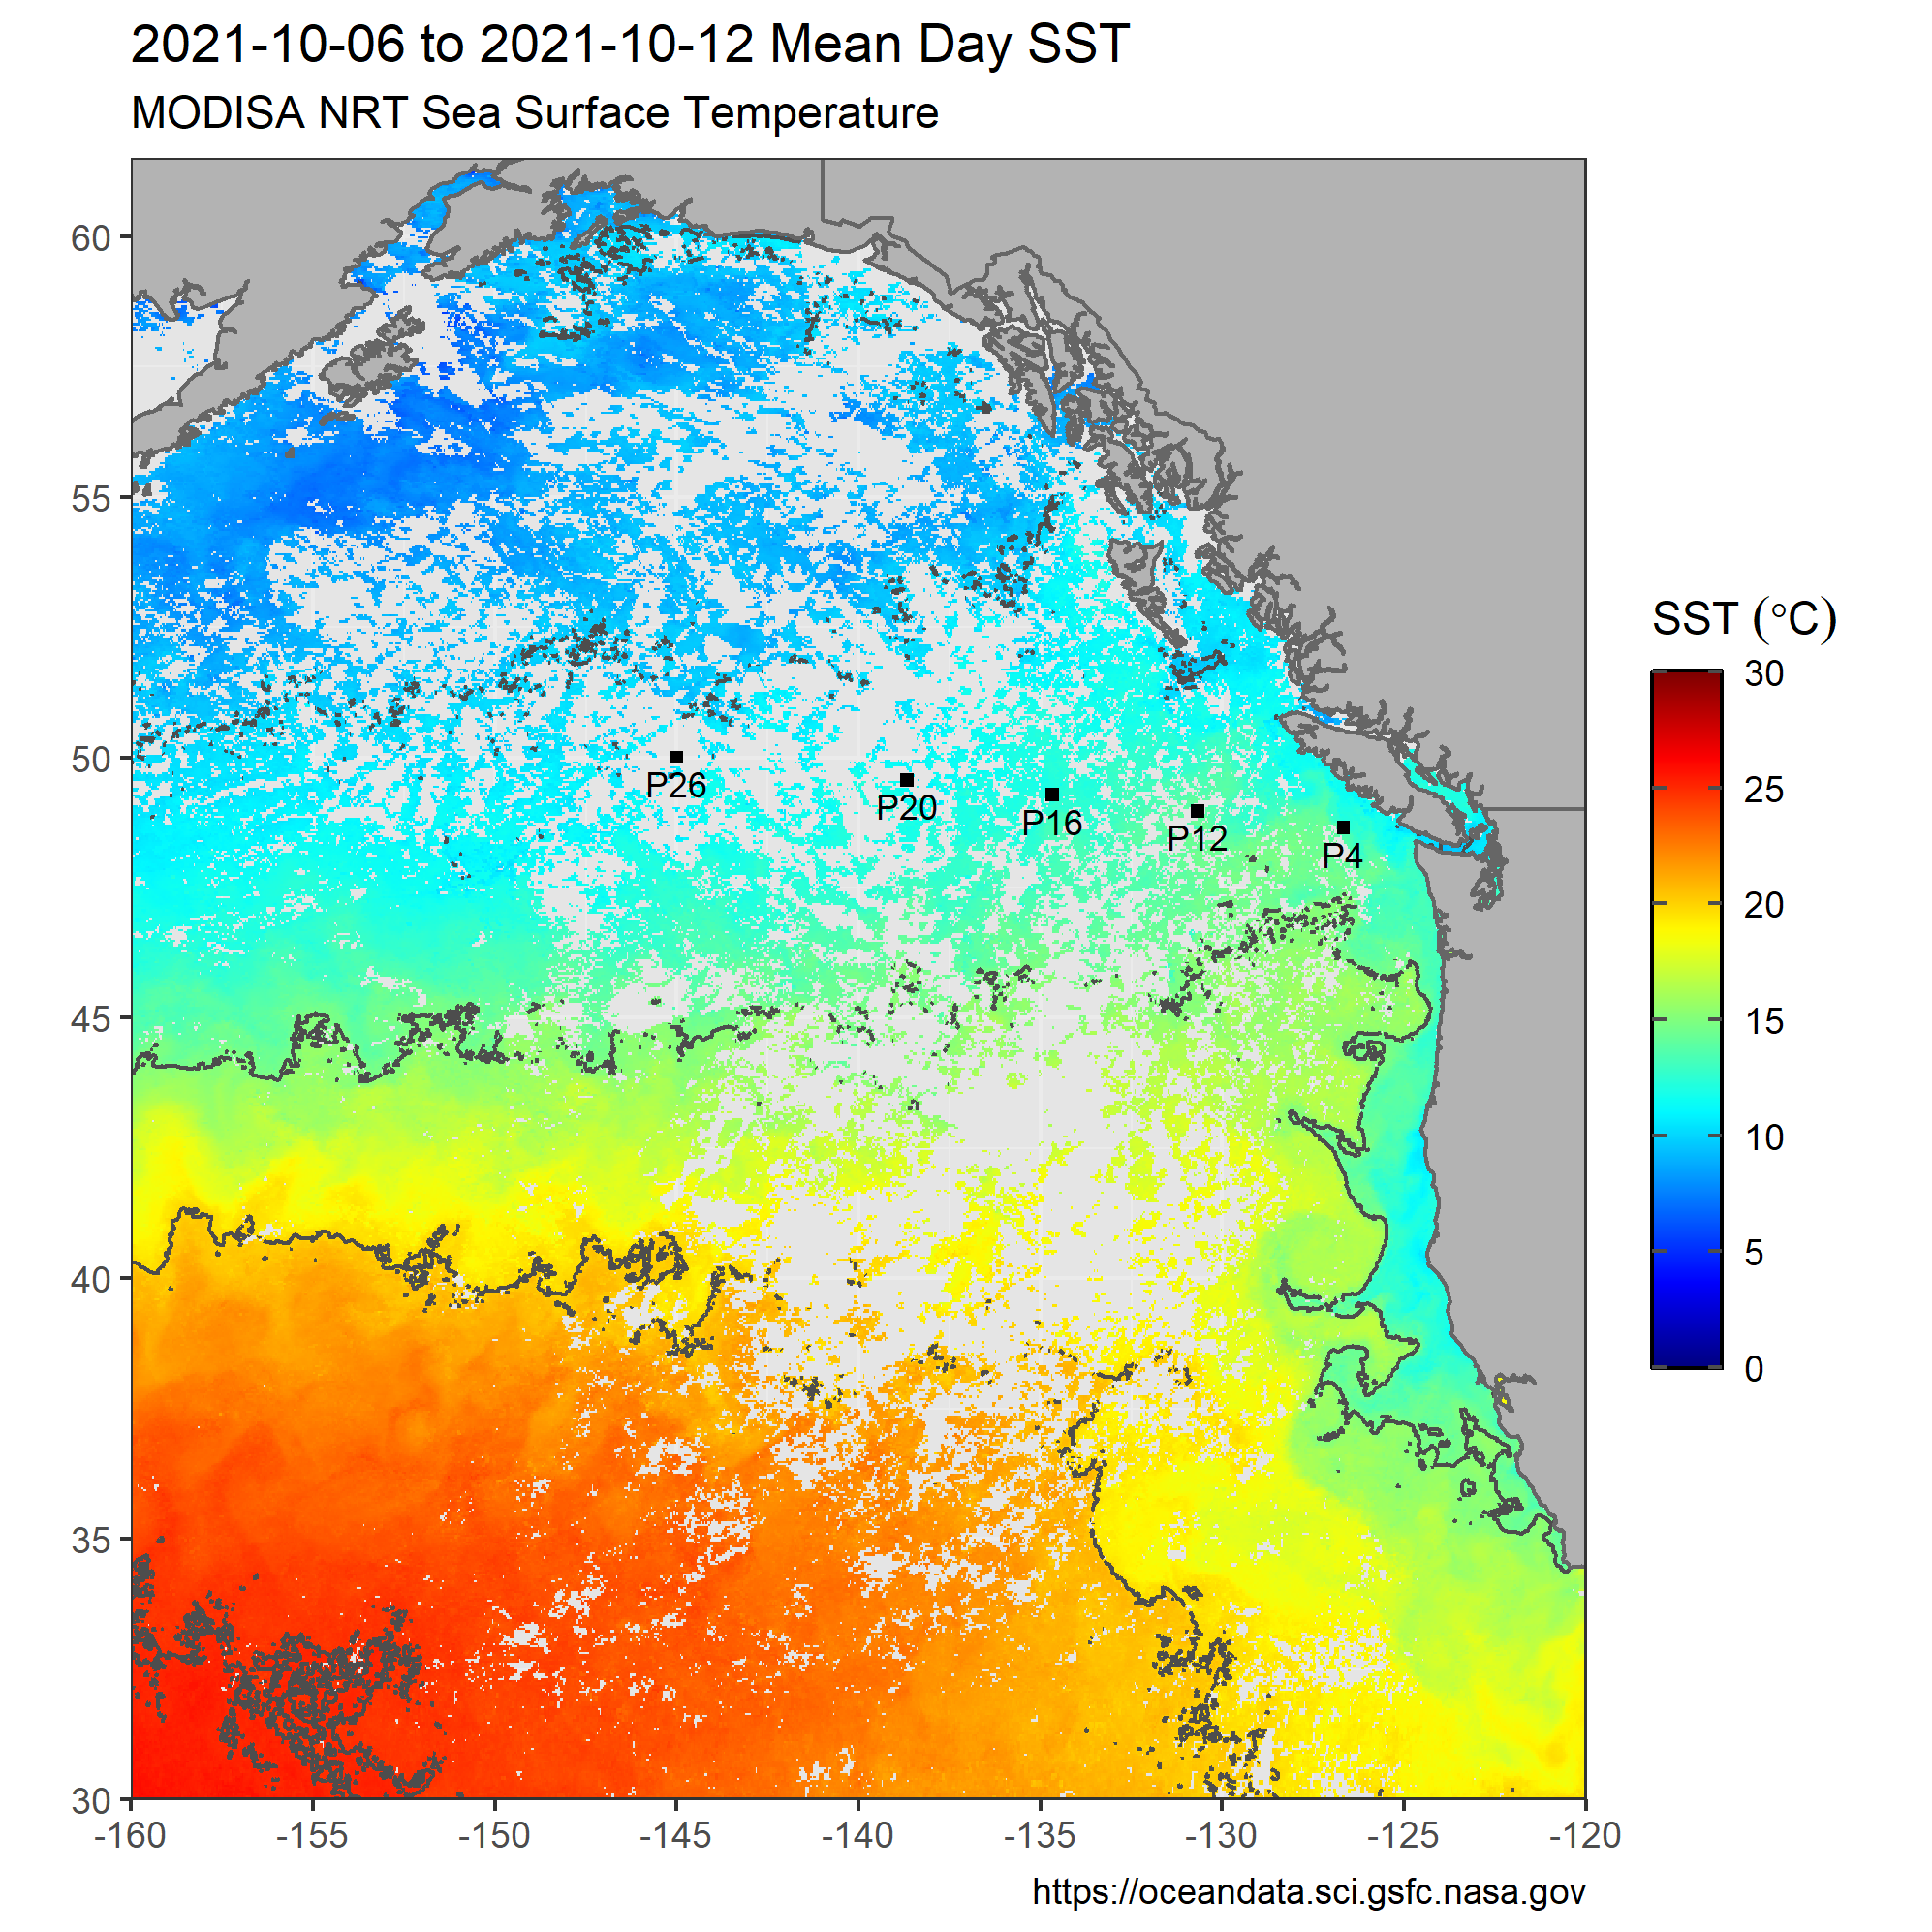 2021-10-06 to 2021-10-12 Mean Day SST
MODISA NRT Sea Surface Temperature
60
55
50
45
40
35
30
-160
-155
-150
-145
-140
-135
-130
-125
-120
P26
P20
P16
P12
P4
SST (°C)
30
25
20
15
10
5
0
https://oceandata.sci.gsfc.nasa.gov